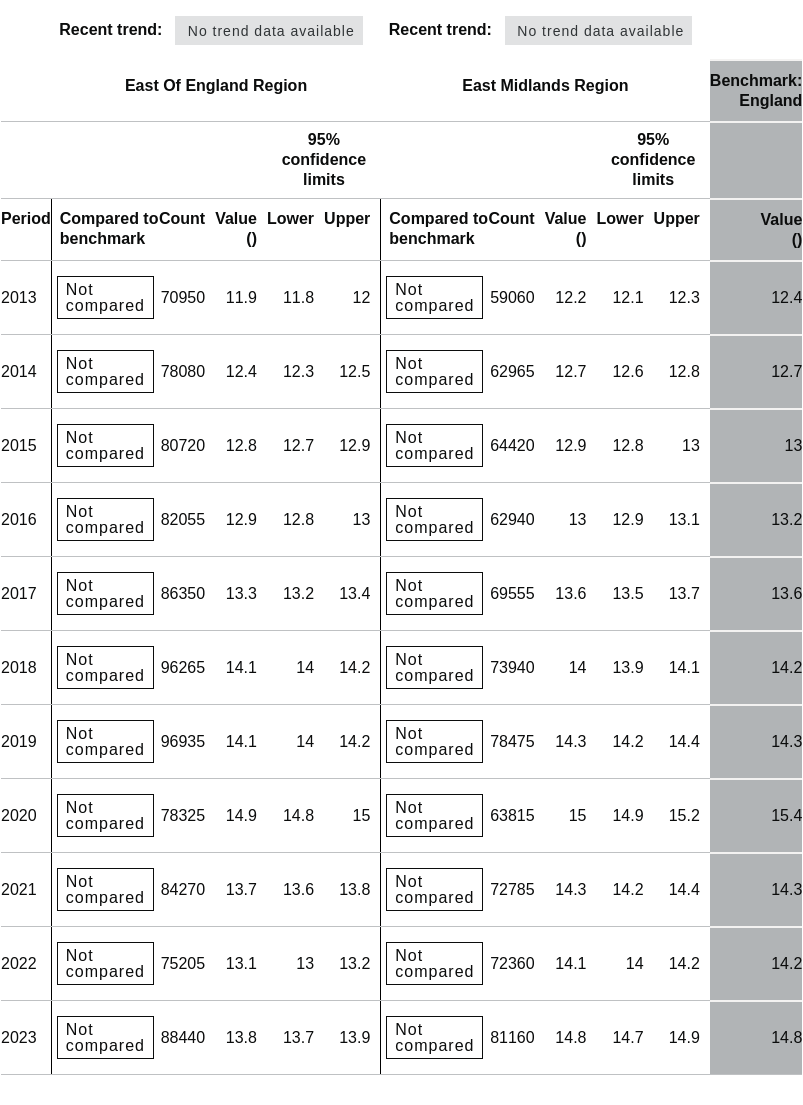 Recent trend: No trend data available Recent trend: No trend data available
East Of England Region East Midlands Region Benchmark: England
95% confidence limits 95% confidence limits
Period Compared to benchmark Count Value () Lower Upper Compared to benchmark Count Value () Lower Upper Value ()
2013 Not compared 70950 11.9 11.8 12 Not compared 59060 12.2 12.1 12.3 12.4
2014 Not compared 78080 12.4 12.3 12.5 Not compared 62965 12.7 12.6 12.8 12.7
2015 Not compared 80720 12.8 12.7 12.9 Not compared 64420 12.9 12.8 13 13
2016 Not compared 82055 12.9 12.8 13 Not compared 62940 13 12.9 13.1 13.2
2017 Not compared 86350 13.3 13.2 13.4 Not compared 69555 13.6 13.5 13.7 13.6
2018 Not compared 96265 14.1 14 14.2 Not compared 73940 14 13.9 14.1 14.2
2019 Not compared 96935 14.1 14 14.2 Not compared 78475 14.3 14.2 14.4 14.3
2020 Not compared 78325 14.9 14.8 15 Not compared 63815 15 14.9 15.2 15.4
2021 Not compared 84270 13.7 13.6 13.8 Not compared 72785 14.3 14.2 14.4 14.3
2022 Not compared 75205 13.1 13 13.2 Not compared 72360 14.1 14 14.2 14.2
2023 Not compared 88440 13.8 13.7 13.9 Not compared 81160 14.8 14.7 14.9 14.8